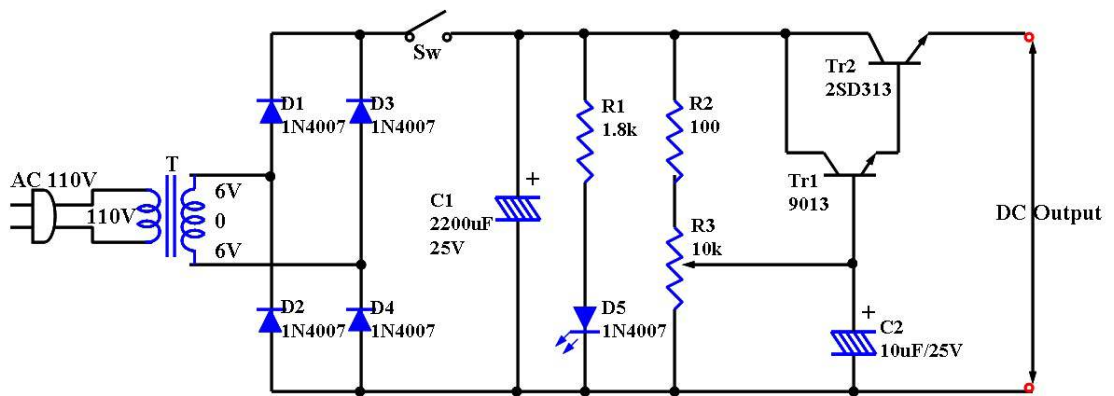 Sw
Tr2
2SD313
D1
1N4007
D3
1N4007
R1
1.8k
R2
100
T
AC 110V
110V
6V
0
6V
C1
2200uF
25V
+
Tr1
9013
R3
10k
DC Output
D2
1N4007
D4
1N4007
D5
1N4007
+
C2
10uF/25V